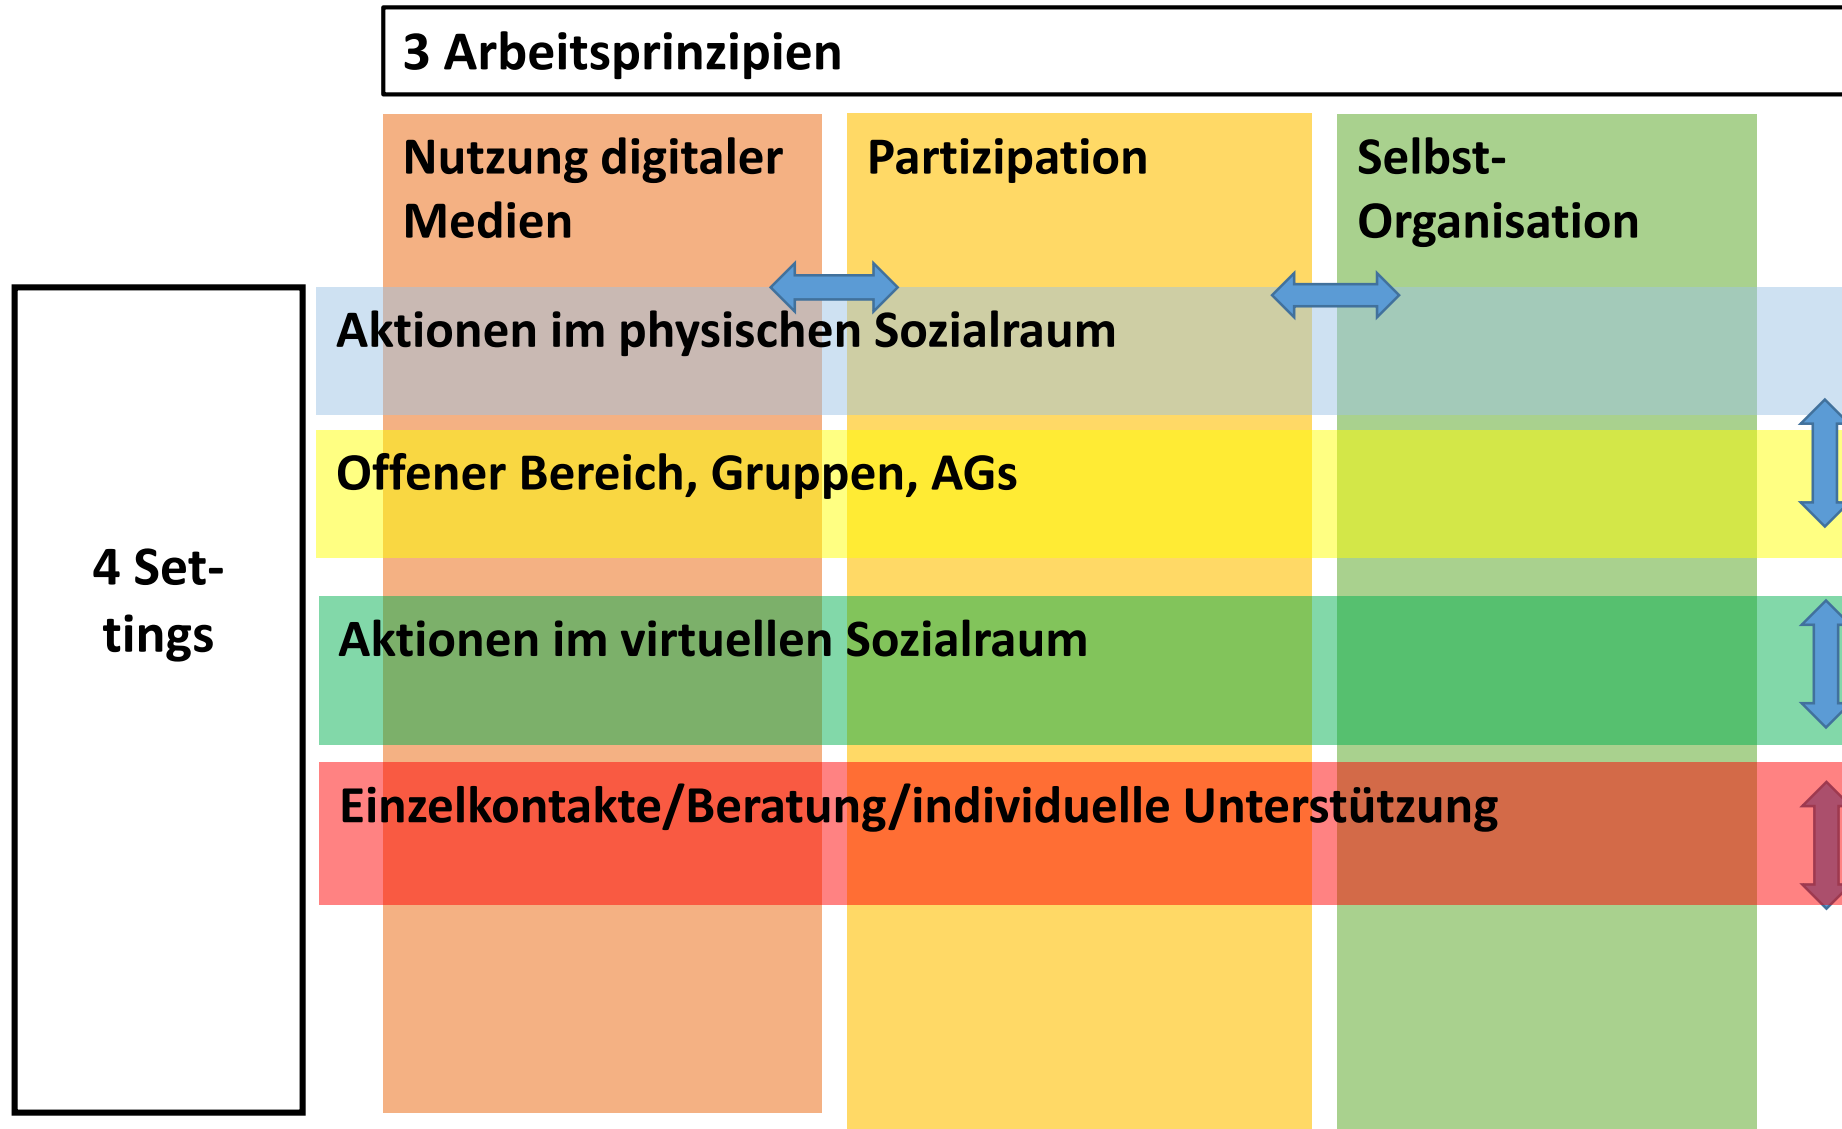 3 Arbeitsprinzipien
Nutzung digitaler
Medien
Partizipation
Selbst-
Organisation
4 Set-
tings
Aktionen im physischen Sozialraum
Offener Bereich, Gruppen, AGs
Aktionen im virtuellen Sozialraum
Einzelkontakte/Beratung/individuelle Unterstützung